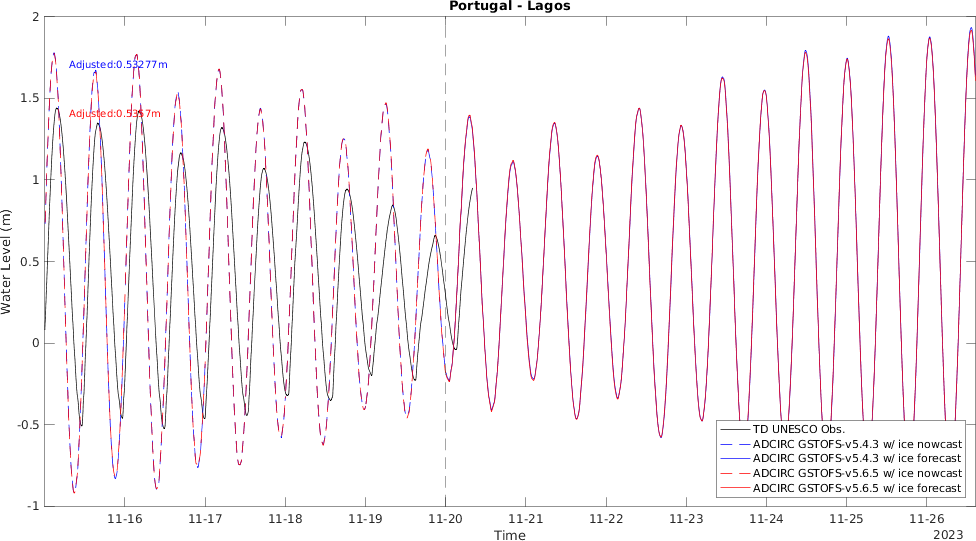 Portugal - Lagos
2
1.5
1
0.5
0
-0.5
-1
Water Level (m)
Adjusted:0.53277m
Adjusted:0.5357m
TD UNESCO Obs.
ADCIRC GSTOFS-v5.4.3 w/ ice nowcast
ADCIRC GSTOFS-v5.4.3 w/ ice forecast
ADCIRC GSTOFS-v5.6.5 w/ ice nowcast
ADCIRC GSTOFS-v5.6.5 w/ ice forecast
11-16 11-17 11-18 11-19 11-20 11-21 11-22 11-23 11-24 11-25 11-26
Time
2023